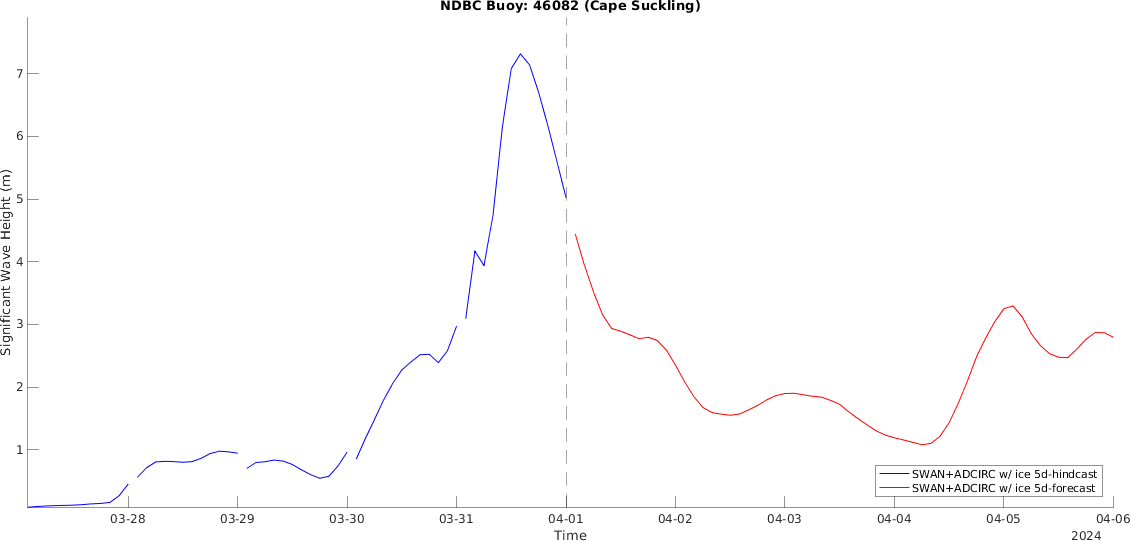 NDBC Buoy: 46082 (Cape Suckling)
Significant Wave Height (m)
7
6
5
4
3
2
1
SWAN+ADCIRC w/ ice 5d-hindcast
SWAN+ADCIRC w/ ice 5d-forecast
03-28 03-29 03-30 03-31 04-01 04-02 04-03 04-04 04-05 04-06
Time
2024